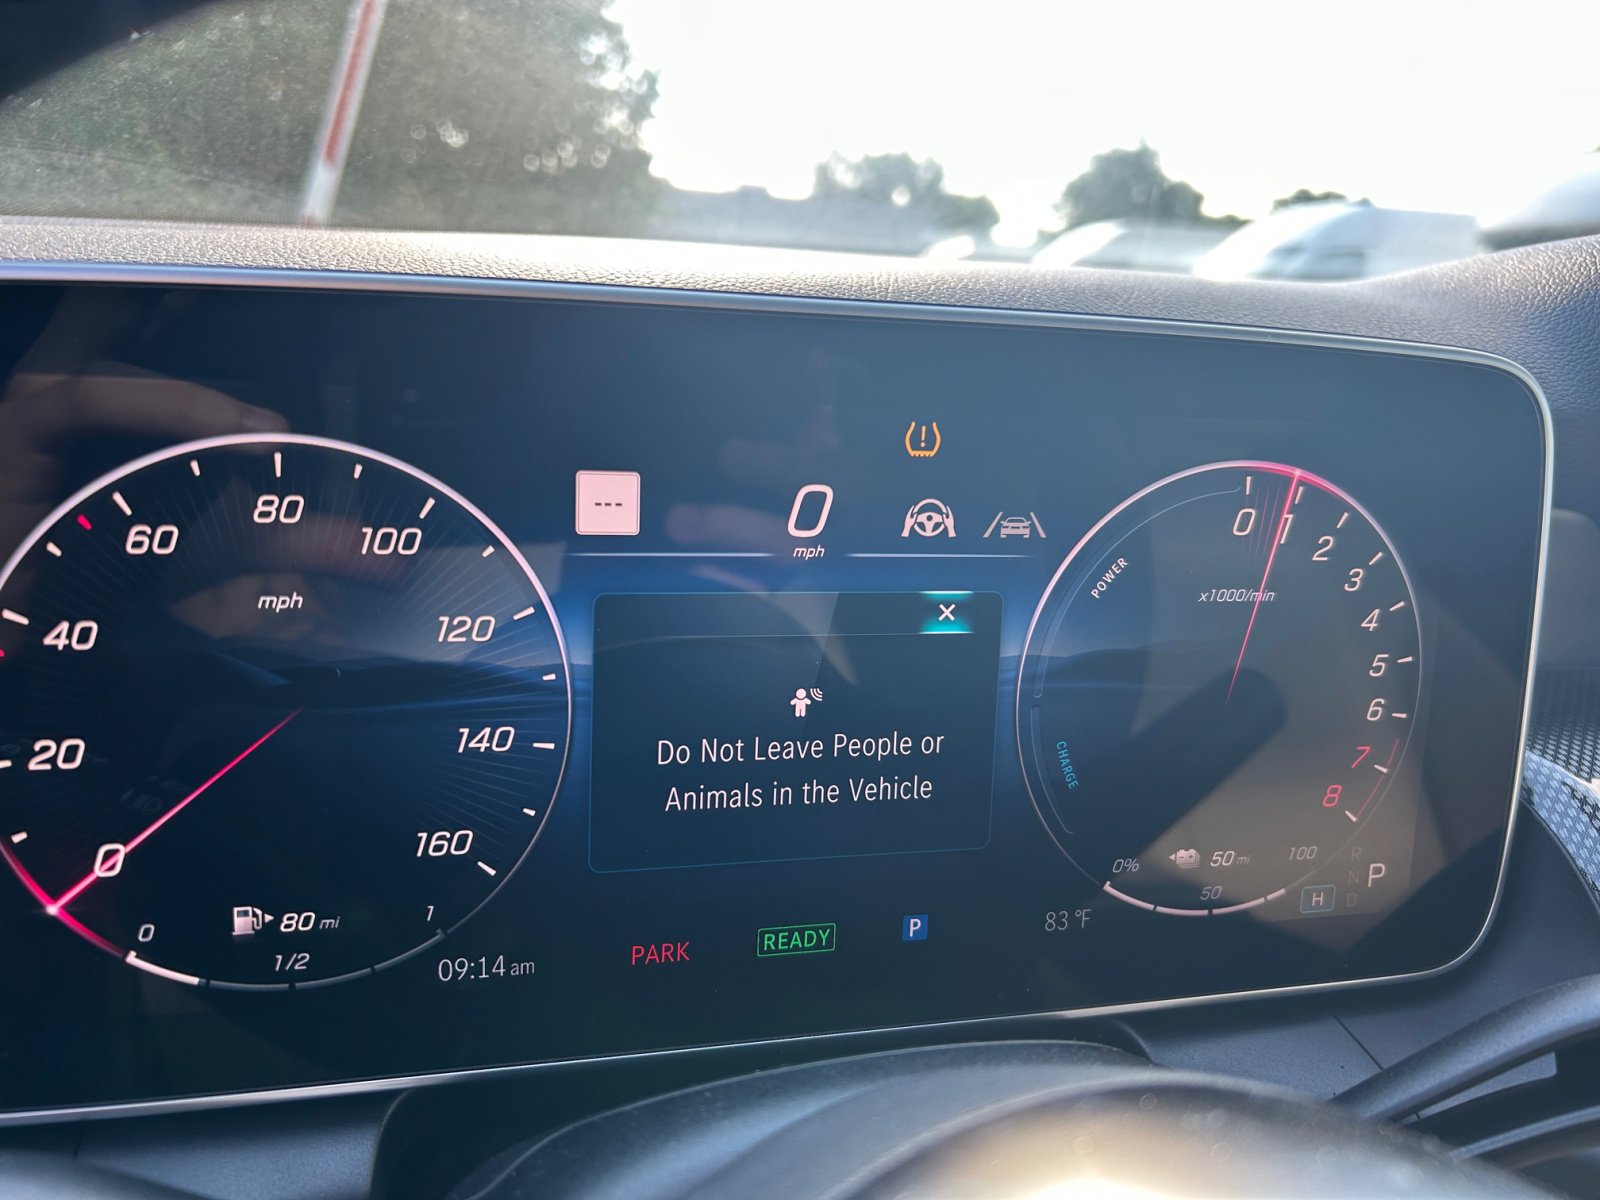 60
80
100
40
mph
120
20
140
0
160
0
80 mi
1
1/2
09:14 am
---
0
mph
×
Do Not Leave People or
Animals in the Vehicle
PARK
READY
P
83 °F
POWER
0
1
2
3
4
5
6
7
8
x1000/min
CHARGE
0%
50 mi
100
50
R
N
D
P
H